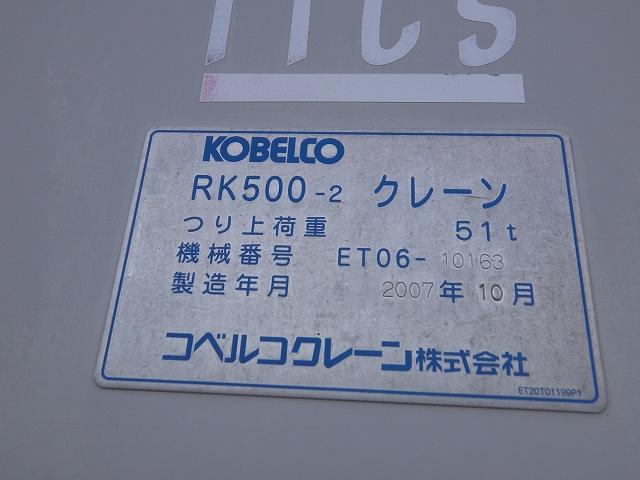 KOBELCO
RK500-2 クレーン
つり上荷重 51t
機械番号 ET06-10163
製造年月 2007年10月
コベルコクレーン株式会社
ET20T01199P1